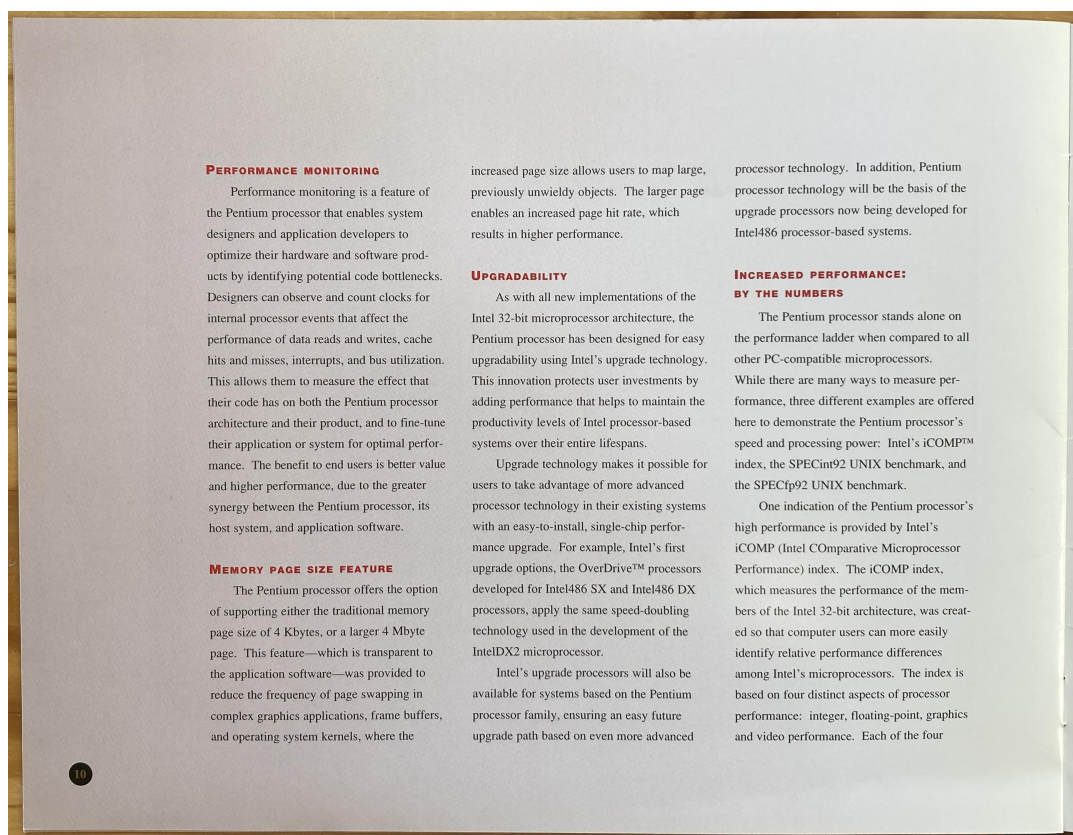 PERFORMANCE MONITORING
Performance monitoring is a feature of
the Pentium processor that enables system
designers and application developers to
optimize their hardware and software prod-
ucts by identifying potential code bottlenecks.
Designers can observe and count clocks for
internal processor events that affect the
performance of data reads and writes, cache
hits and misses, interrupts, and bus utilization.
This allows them to measure the effect that
their code has on both the Pentium processor
architecture and their product, and to fine-tune
their application or system for optimal perfor-
mance. The benefit to end users is better value
and higher performance, due to the greater
synergy between the Pentium processor, its
host system, and application software.
MEMORY PAGE SIZE FEATURE
The Pentium processor offers the option
of supporting either the traditional memory
page size of 4 Kbytes, or a larger 4 Mbyte
page. This feature—which is transparent to
the application software—was provided to
reduce the frequency of page swapping in
complex graphics applications, frame buffers,
and operating system kernels, where the
increased page size allows users to map large,
previously unwieldy objects. The larger page
enables an increased page hit rate, which
results in higher performance.
UPGRADABILITY
As with all new implementations of the
Intel 32-bit microprocessor architecture, the
Pentium processor has been designed for easy
upgradability using Intel's upgrade technology.
This innovation protects user investments by
adding performance that helps to maintain the
productivity levels of Intel processor-based
systems over their entire lifespans.
Upgrade technology makes it possible for
users to take advantage of more advanced
processor technology in their existing systems
with an easy-to-install, single-chip perfor-
mance upgrade. For example, Intel's first
upgrade options, the OverDrive™ processors
developed for Intel486 SX and Intel486 DX
processors, apply the same speed-doubling
technology used in the development of the
IntelDX2 microprocessor.
Intel's upgrade processors will also be
available for systems based on the Pentium
processor family, ensuring an easy future
upgrade path based on even more advanced
processor technology. In addition, Pentium
processor technology will be the basis of the
upgrade processors now being developed for
Intel486 processor-based systems.
INCREASED PERFORMANCE:
BY THE NUMBERS
The Pentium processor stands alone on
the performance ladder when compared to all
other PC-compatible microprocessors.
While there are many ways to measure per-
formance, three different examples are offered
here to demonstrate the Pentium processor's
speed and processing power: Intel's iCOMP™
index, the SPECint92 UNIX benchmark, and
the SPECfp92 UNIX benchmark.
One indication of the Pentium processor's
high performance is provided by Intel's
iCOMP (Intel COmparative Microprocessor
Performance) index. The iCOMP index,
which measures the performance of the mem-
bers of the Intel 32-bit architecture, was creat-
ed so that computer users can more easily
identify relative performance differences
among Intel's microprocessors. The index is
based on four distinct aspects of processor
performance: integer, floating-point, graphics
and video performance. Each of the four
10